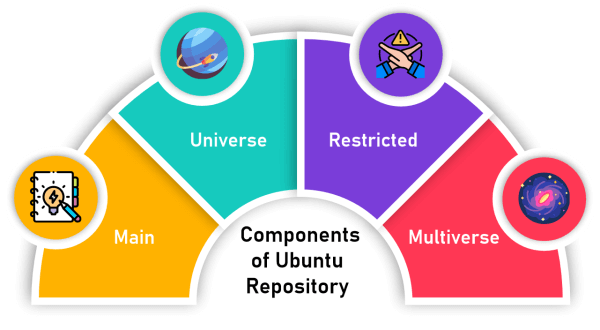 Universe
Restricted
Main
Multiverse
Components
of Ubuntu
Repository